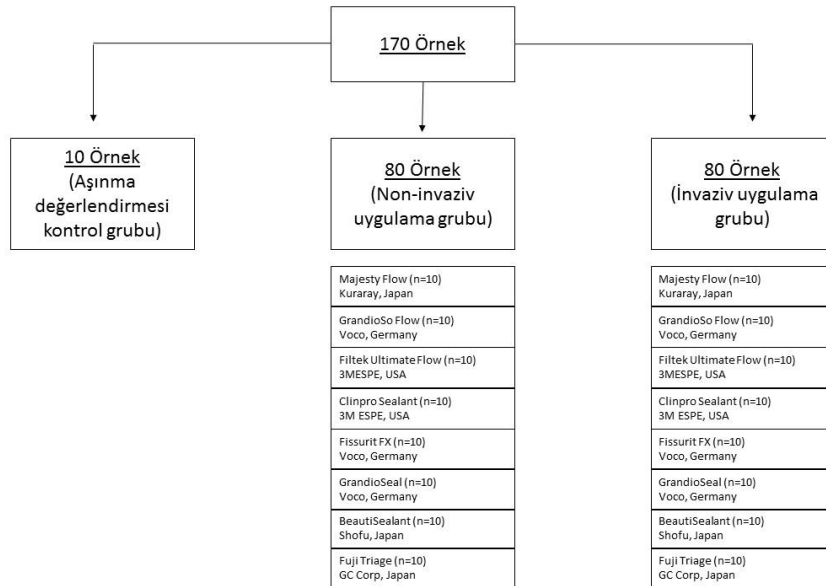 170 Örnek
10 Örnek
(Aşınma
değerlendirmesi
kontrol grubu)
80 Örnek
(Non-invaziv
uygulama grubu)
80 Örnek
(İnvaziv uygulama
grubu)
Majesty Flow (n=10)
Kuraray, Japan
GrandioSo Flow (n=10)
Voco, Germany
Filtek Ultimate Flow (n=10)
3MESPE, USA
Clinpro Sealant (n=10)
3M ESPE, USA
Fissurit FX (n=10)
Voco, Germany
GrandioSeal (n=10)
Voco, Germany
BeautiSealant (n=10)
Shofu, Japan
Fuji Triage (n=10)
GC Corp, Japan
Majesty Flow (n=10)
Kuraray, Japan
GrandioSo Flow (n=10)
Voco, Germany
Filtek Ultimate Flow (n=10)
3MESPE, USA
Clinpro Sealant (n=10)
3M ESPE, USA
Fissurit FX (n=10)
Voco, Germany
GrandioSeal (n=10)
Voco, Germany
BeautiSealant (n=10)
Shofu, Japan
Fuji Triage (n=10)
GC Corp, Japan